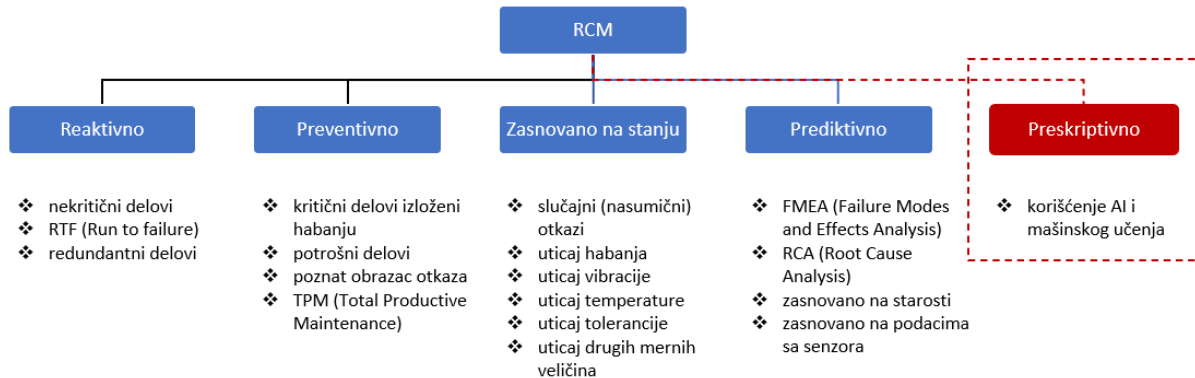 RCM
Reaktivno
Preventivno
Zasnovano na stanju
Prediktivno
Preskriptivno
❖ nekritični delovi
❖ RTF (Run to failure)
❖ redundantni delovi
❖ kritični delovi izloženi
habanju
❖ potrošni delovi
❖ poznat obrazac otkaza
❖ TPM (Total Productive
Maintenance)
❖ slučajni (nasumični)
otkazi
❖ uticaj habanja
❖ uticaj vibracije
❖ uticaj temperature
❖ uticaj tolerancije
❖ uticaj drugih mernih
veličina
❖ FMEA (Failure Modes
and Effects Analysis)
❖ RCA (Root Cause
Analysis)
❖ zasnovano na starosti
❖ zasnovano na podacima
sa senzora
❖ korišćenje AI i
mašinskog učenja